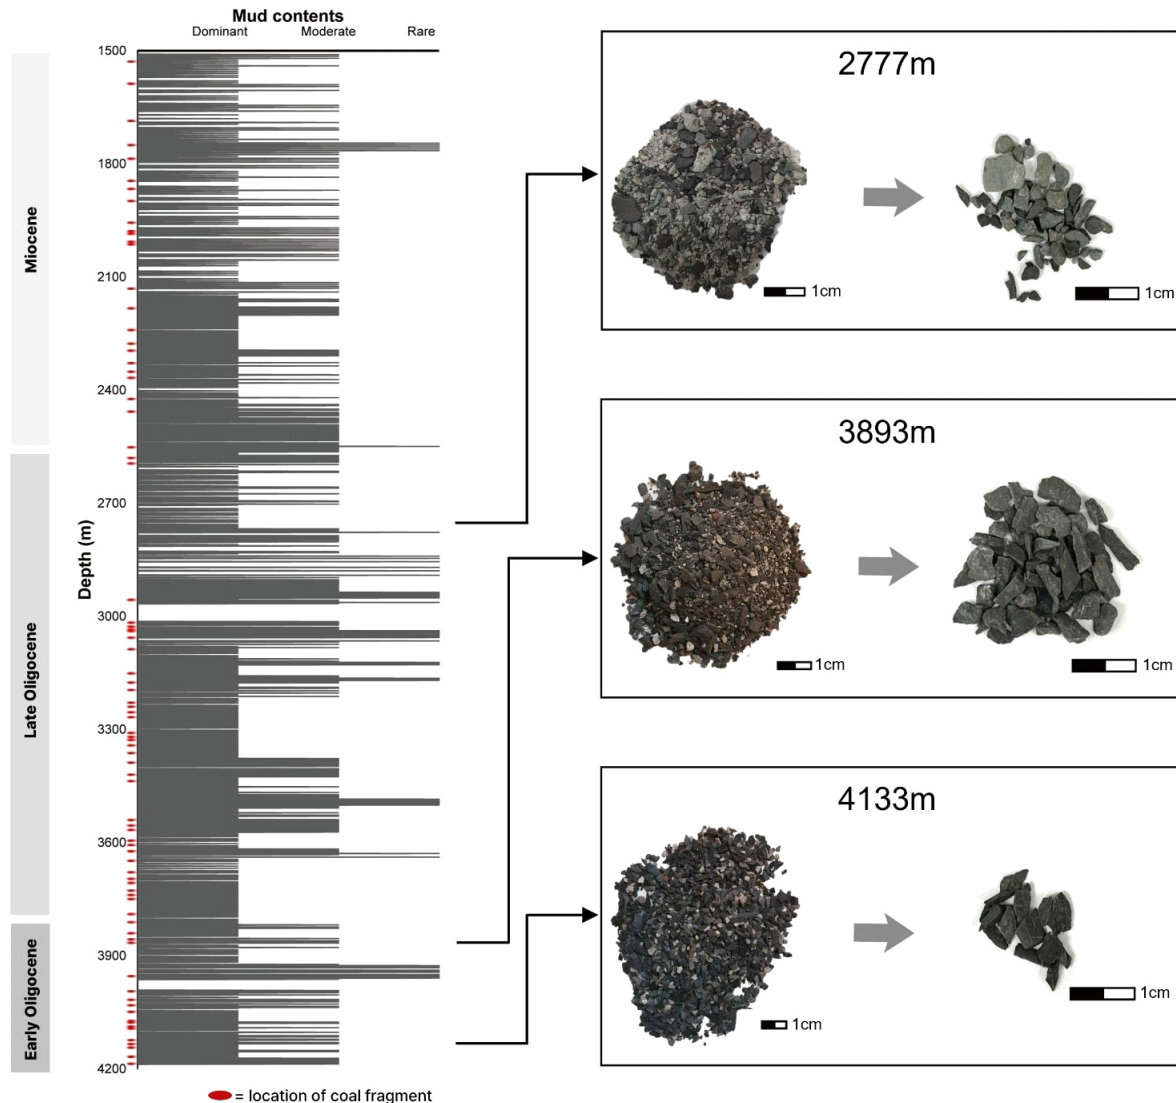 Mud contents
Dominant Moderate Rare
1500
1800
2100
2400
2700
3000
3300
3600
3900
4200
Depth (m)
Miocene
Late Oligocene
Early Oligocene
= location of coal fragment
2777m
1cm
1cm
3893m
1cm
1cm
4133m
1cm
1cm